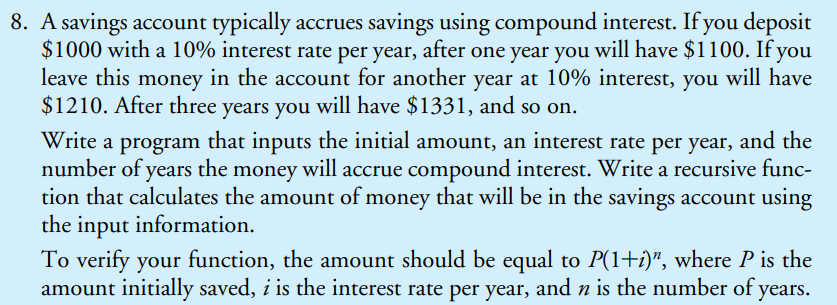 8. A savings account typically accrues savings using compound interest. If you deposit
$1000 with a 10% interest rate per year, after one year you will have $1100. If you
leave this money in the account for another year at 10% interest, you will have
$1210. After three years you will have $1331, and so on.
Write a program that inputs the initial amount, an interest rate per year, and the
number of years the money will accrue compound interest. Write a recursive func-
tion that calculates the amount of money that will be in the savings account using
the input information.
To verify your function, the amount should be equal to P(1+i)ⁿ, where P is the
amount initially saved, i is the interest rate per year, and n is the number of years.